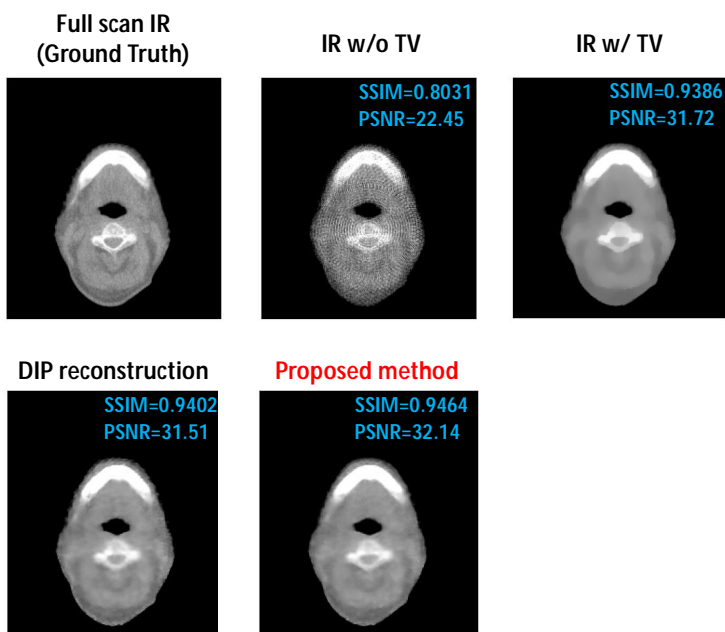 Full scan IR
(Ground Truth)
IR w/o TV
IR w/ TV
SSIM=0.8031
PSNR=22.45
SSIM=0.9386
PSNR=31.72
DIP reconstruction
Proposed method
SSIM=0.9402
PSNR=31.51
SSIM=0.9464
PSNR=32.14